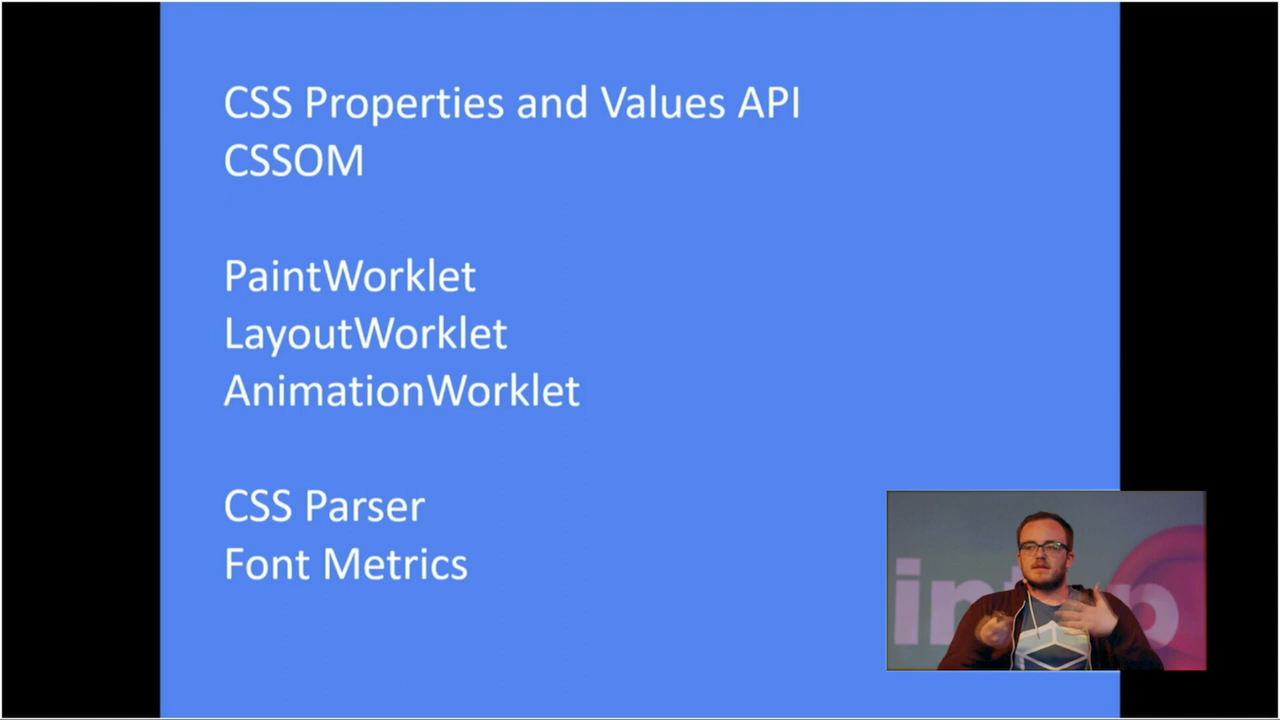 CSS Properties and Values API
CSSOM
PaintWorklet
LayoutWorklet
AnimationWorklet
CSS Parser
Font Metrics